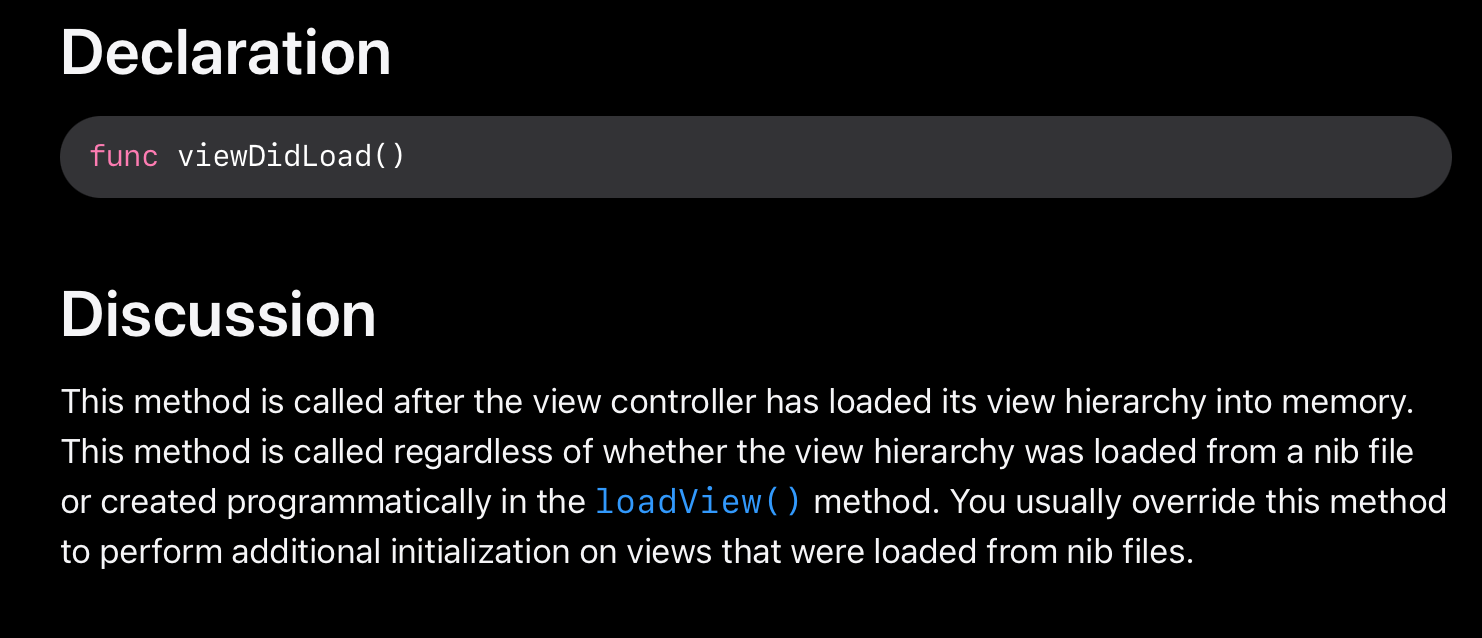 Declaration
func viewDidLoad()
Discussion
This method is called after the view controller has loaded its view hierarchy into memory.
This method is called regardless of whether the view hierarchy was loaded from a nib file
or created programmatically in the loadView() method. You usually override this method
to perform additional initialization on views that were loaded from nib files.